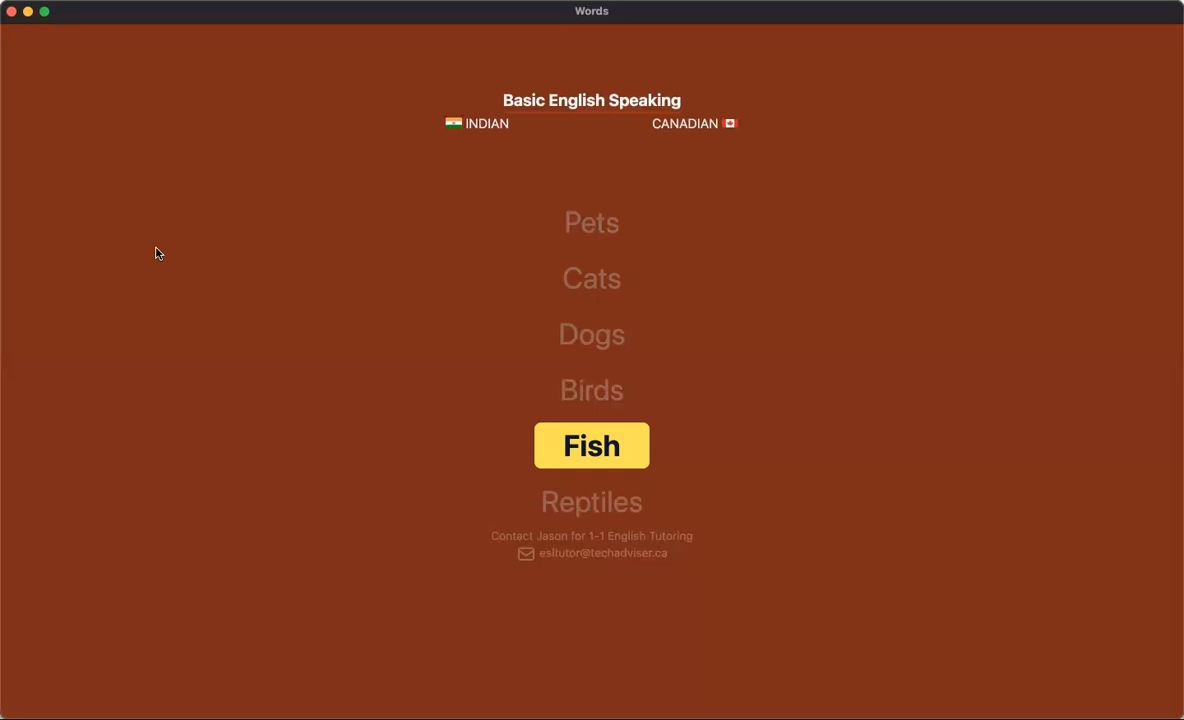 Words
Basic English Speaking
INDIAN
CANADIAN
Pets
Cats
Dogs
Birds
Fish
Reptiles
Contact Jason for 1-1 English Tutoring
esltutor@techadviser.ca